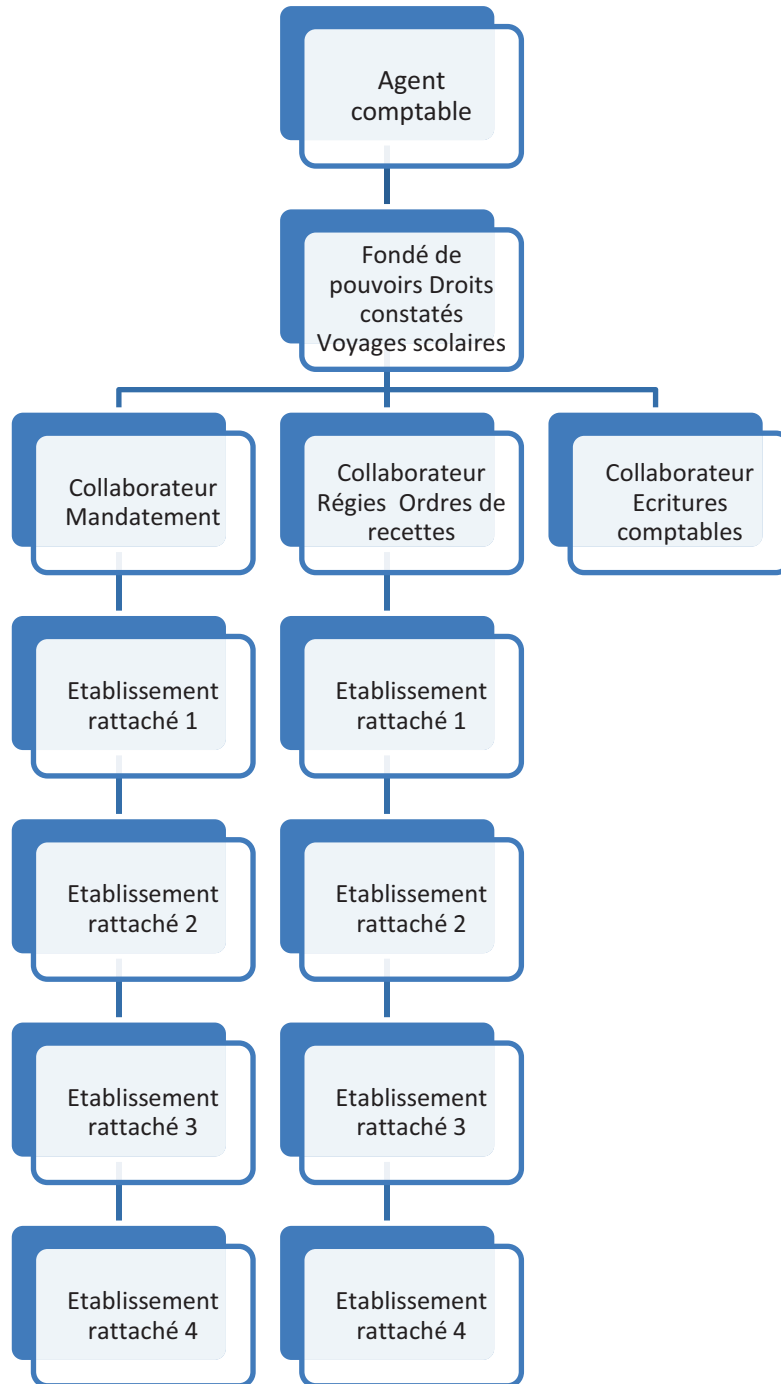 Agent
comptable
Fondé de
pouvoirs Droits
constatés
Voyages scolaires
Collaborateur
Mandatement
Collaborateur
Régies Ordres de
recettes
Collaborateur
Ecritures
comptables
Etablissement
rattaché 1
Etablissement
rattaché 1
Etablissement
rattaché 2
Etablissement
rattaché 2
Etablissement
rattaché 3
Etablissement
rattaché 3
Etablissement
rattaché 4
Etablissement
rattaché 4